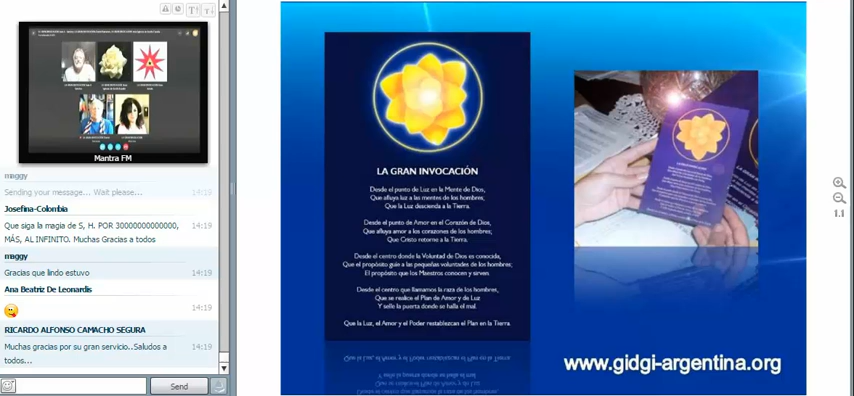 Mantra FM
maggy
Sending your message... Wait please...
14:19
Josefina-Colombia
Que siga la magia de S, H. POR 30000000000000,
14:19
MÁS, AL INFINITO. Muchas Gracias a todos
maggy
Gracias que lindo estuvo
14:19
Ana Beatriz De Leonardis
14:19
RICARDO ALFONSO CAMACHO SEGURA
Muchas gracias por su gran servicio..Saludos a
14:19
todos...
Send
LA GRAN INVOCACIÓN
Desde el punto de Luz en la Mente de Dios,
Que afluya luz a las mentes de los hombres;
Que la Luz descienda a la Tierra.
Desde el punto de Amor en el Corazón de Dios,
Que afluya amor a los corazones de los hombres;
Que Cristo retorne a la Tierra.
Desde el centro donde la Voluntad de Dios es conocida,
Que el propósito guíe a las pequeñas voluntades de los hombres;
El propósito que los Maestros conocen y sirven.
Desde el centro que llamamos la raza de los hombres,
Que se realice el Plan de Amor y de Luz
Y selle la puerta donde se halla el mal.
Que la Luz, el Amor y el Poder restablezcan el Plan en la Tierra
www.gidgi-argentina.org
1.1